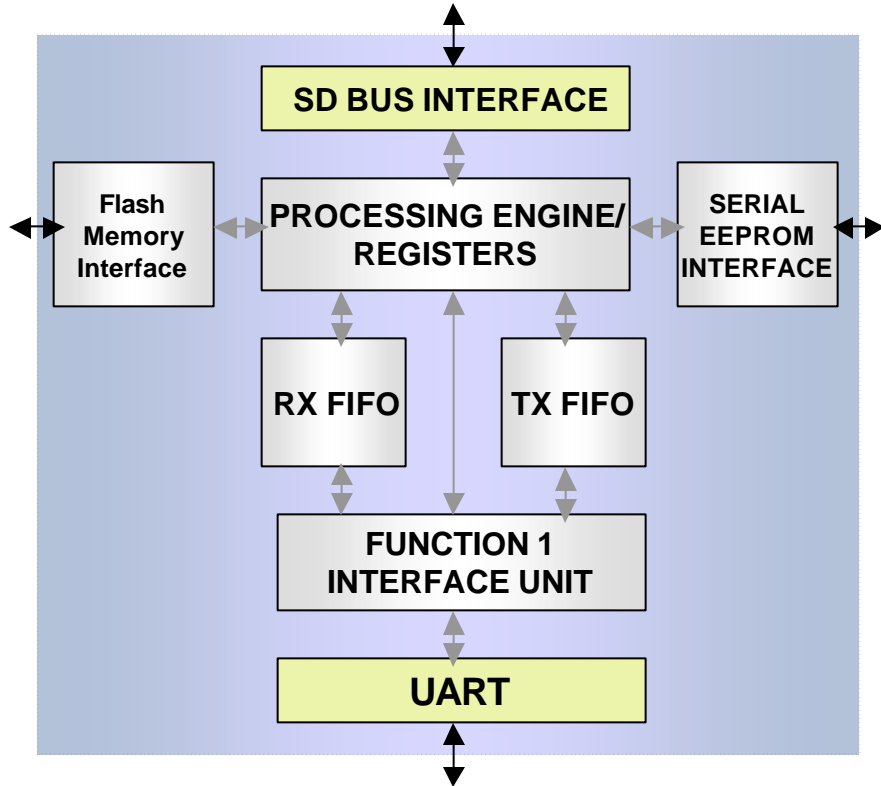 SD BUS INTERFACE
Flash
Memory
Interface
PROCESSING ENGINE/
REGISTERS
SERIAL
EEPROM
INTERFACE
RX FIFO
TX FIFO
FUNCTION 1
INTERFACE UNIT
UART